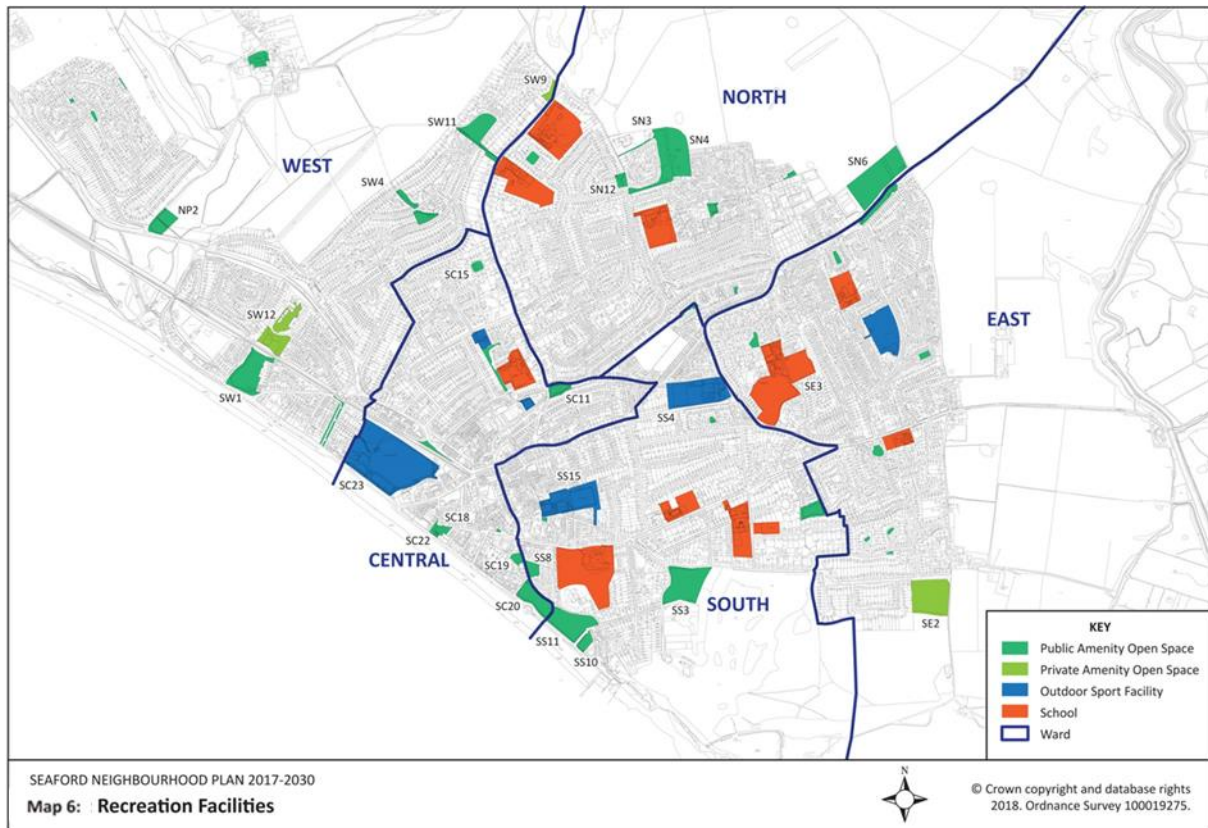 NORTH
SW9
SW11
SN3
SN4
WEST
SN6
SW4
SN12
NP2
SC15
EAST
SW12
SE3
SW1
SC11
SS4
SC23
SS15
SC18
SC22
CENTRAL
SC19
SS8
SC20
SS3
SOUTH
SE2
SS11
SS10
KEY
Public Amenity Open Space
Private Amenity Open Space
Outdoor Sport Facility
School
Ward
SEAFORD NEIGHBOURHOOD PLAN 2017-2030
Map 6: Recreation Facilities
N
© Crown copyright and database rights
2018. Ordnance Survey 100019275.